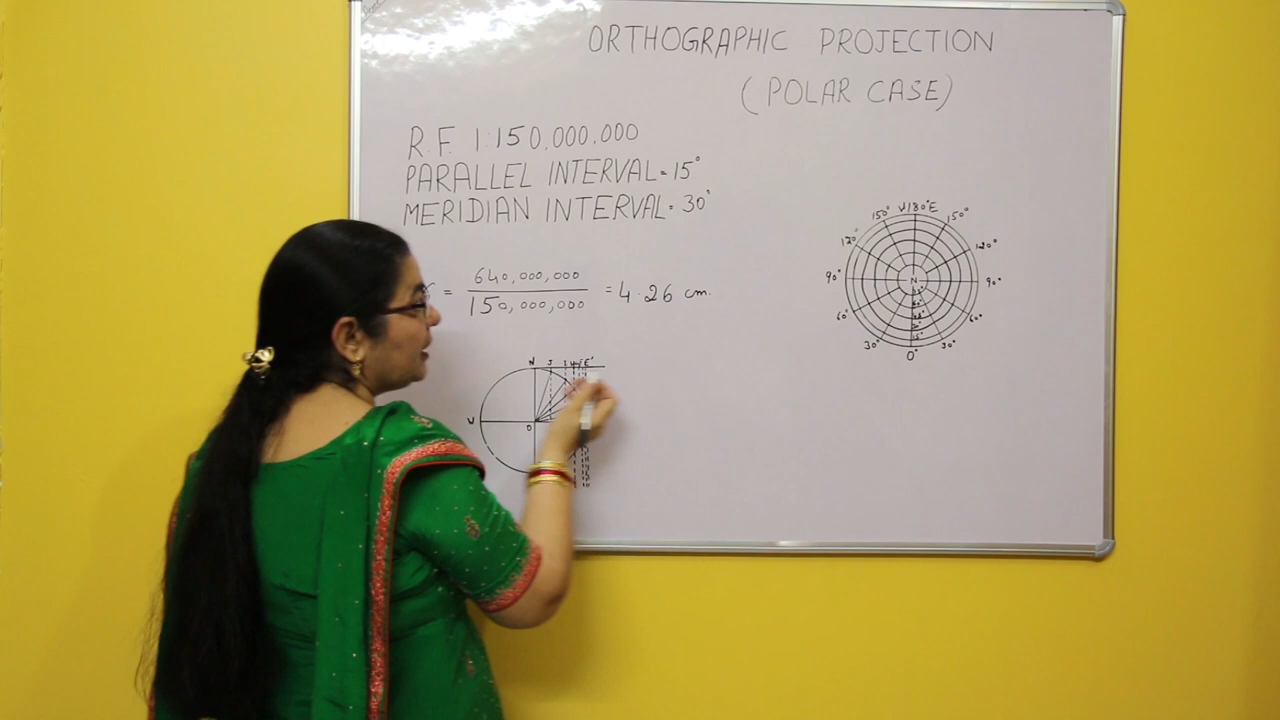 ORTHOGRAPHIC PROJECTION
(POLAR CASE)
R.F. 1:150,000,000
PARALLEL INTERVAL = 15°
MERIDIAN INTERVAL = 30°
r = 640,000,000 / 150,000,000 = 4.26 cm.
W 180° E
150° 150°
120° 120°
90° N 90°
60° 60°
30° 30°
0°
N J I H E'
O